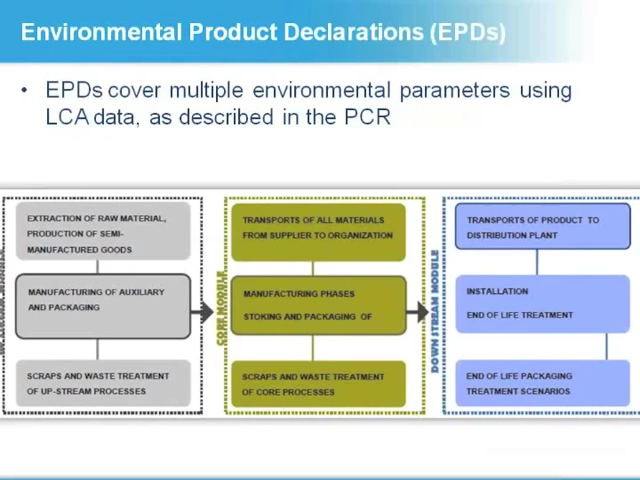 Environmental Product Declarations (EPDs)
• EPDs cover multiple environmental parameters using
LCA data, as described in the PCR
EXTRACTION OF RAW MATERIAL,
PRODUCTION OF SEMI-
MANUFACTURED GOODS
MANUFACTURING OF AUXILIARY
AND PACKAGING
SCRAPS AND WASTE TREATMENT
OF UP-STREAM PROCESSES
CORE MODULE
TRANSPORTS OF ALL MATERIALS
FROM SUPPLIER TO ORGANIZATION
MANUFACTURING PHASES
STOKING AND PACKAGING OF
SCRAPS AND WASTE TREATMENT
OF CORE PROCESSES
DOWN STREAM MODULE
TRANSPORTS OF PRODUCT TO
DISTRIBUTION PLANT
INSTALLATION
END OF LIFE TREATMENT
END OF LIFE PACKAGING
TREATMENT SCENARIOS